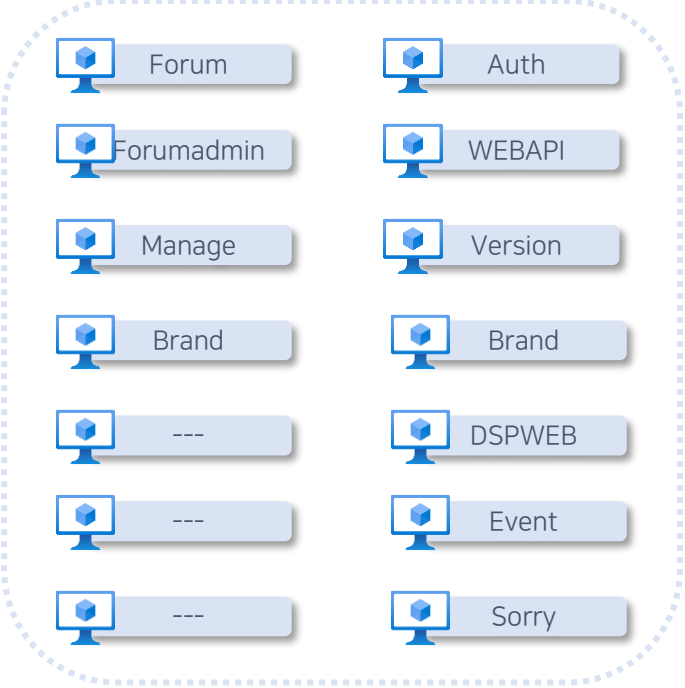 Forum
Auth
Forumadmin
WEBAPI
Manage
Version
Brand
Brand
---
DSPWEB
---
Event
---
Sorry